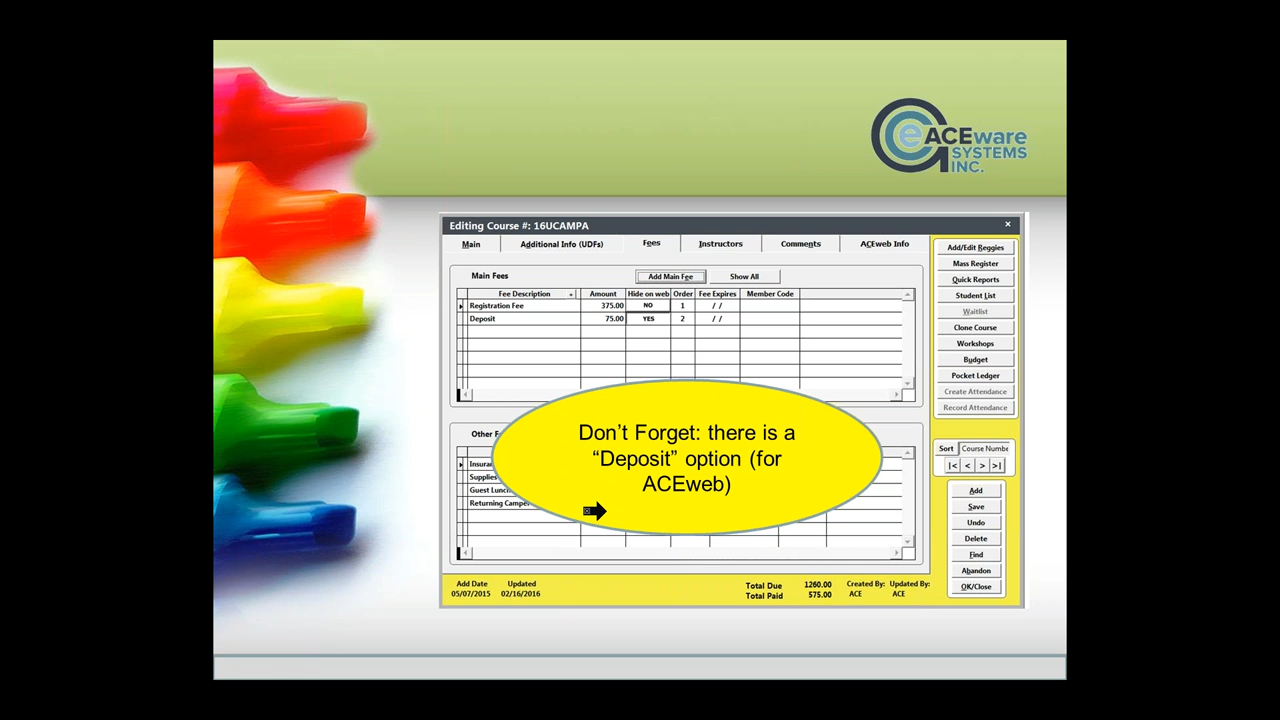 e ACEware
SYSTEMS
INC.
Editing Course #: 16UCAMPA ×
Main Additional Info (UDFs) Fees Instructors Comments ACEweb Info
Main Fees Add Main Fee Show All
Fee Description Amount Hide on web Order Fee Expires Member Code
Registration Fee 375.00 NO 1 / /
Deposit 75.00 YES 2 / /
Other F
Insuran
Supplies
Guest Lunc
Returning Campe
Don’t Forget: there is a
“Deposit” option (for
ACEweb)
Add/Edit Reggies
Mass Register
Quick Reports
Student List
Waitlist
Clone Course
Workshops
Budget
Pocket Ledger
Create Attendance
Record Attendance
Sort Course Numbe
|< < > >|
Add
Save
Undo
Delete
Find
Abandon
OK/Close
Add Date Updated Total Due 1260.00 Created By: Updated By:
05/07/2015 02/16/2016 Total Paid 575.00 ACE ACE